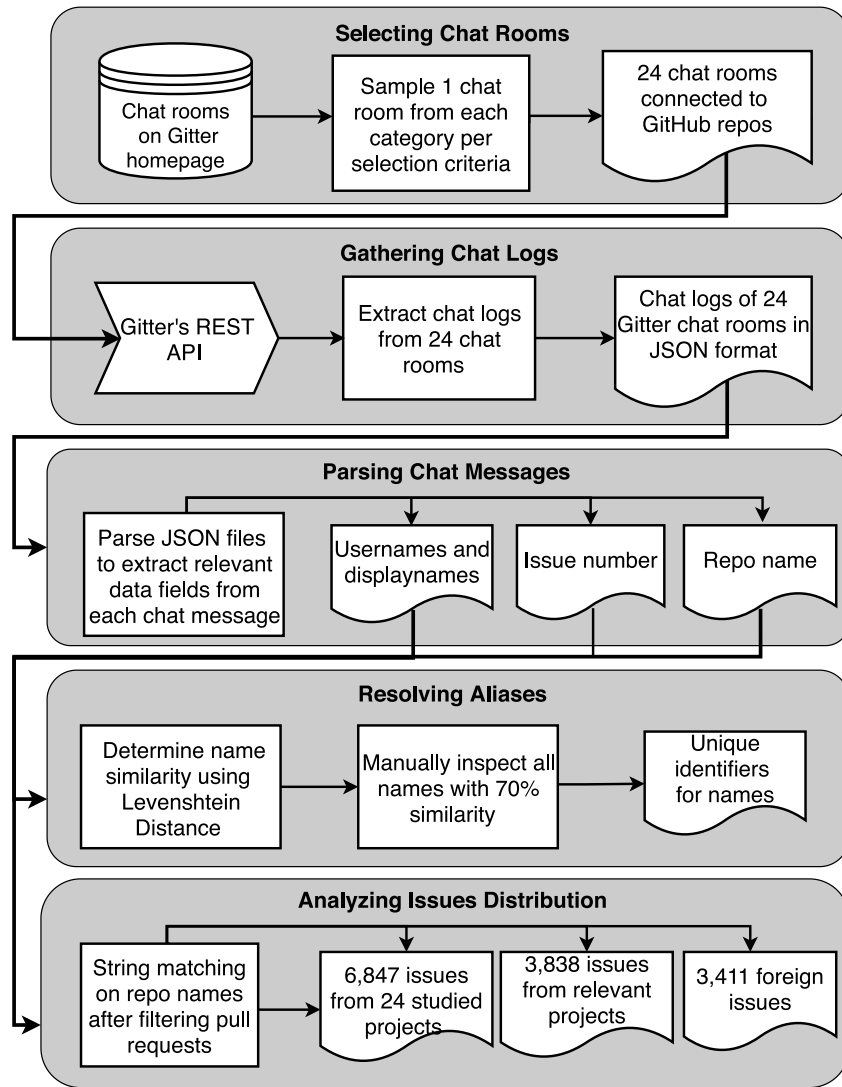 Selecting Chat Rooms
Chat rooms
on Gitter
homepage
Sample 1 chat
room from each
category per
selection criteria
24 chat rooms
connected to
GitHub repos
Gathering Chat Logs
Gitter's REST
API
Extract chat logs
from 24 chat
rooms
Chat logs of 24
Gitter chat rooms in
JSON format
Parsing Chat Messages
Parse JSON files
to extract relevant
data fields from
each chat message
Usernames and
displaynames
Issue number
Repo name
Resolving Aliases
Determine name
similarity using
Levenshtein
Distance
Manually inspect all
names with 70%
similarity
Unique
identifiers
for names
Analyzing Issues Distribution
String matching
on repo names
after filtering pull
requests
6,847 issues
from 24 studied
projects
3,838 issues
from relevant
projects
3,411 foreign
issues